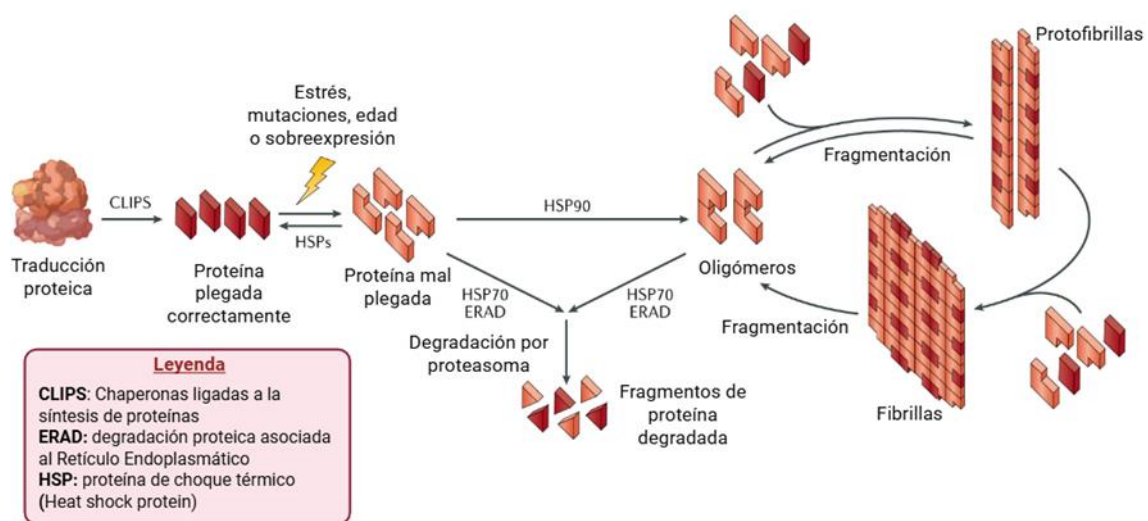 Protofibrillas
Estrés,
mutaciones, edad
o sobreexpresión
Fragmentación
CLIPS
HSP90
HSPs
Traducción
proteica
Proteína
plegada
correctamente
Proteína mal
plegada
Oligómeros
HSP70
ERAD
HSP70
ERAD
Fragmentación
Degradación por
proteasoma
Fragmentos de
proteína
degradada
Fibrillas
Leyenda
CLIPS: Chaperonas ligadas a la
síntesis de proteínas
ERAD: degradación proteica asociada
al Retículo Endoplasmático
HSP: proteína de choque térmico
(Heat shock protein)